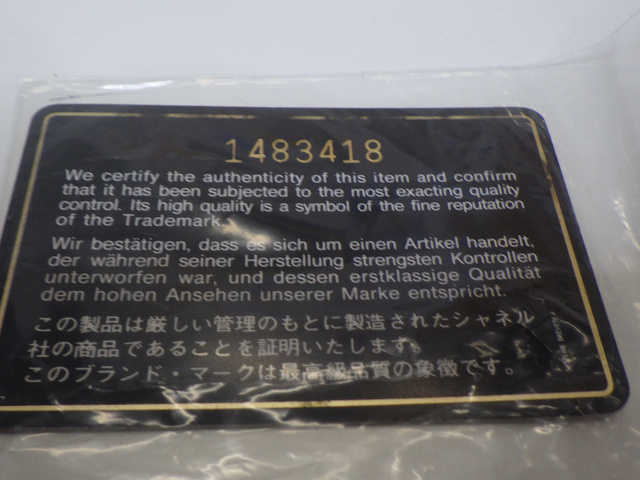 1483418
We certify the authenticity of this item and confirm
that it has been subjected to the most exacting quality
control. Its high quality is a symbol of the fine reputation
of the Trademark.
Wir bestätigen, dass es sich um einen Artikel handelt,
der während seiner Herstellung strengsten Kontrollen
unterworfen war, und dessen erstklassige Qualität
dem hohen Ansehen unserer Marke entspricht.
この製品は厳しい管理のもとに製造されたシャネル
社の商品であることを証明いたします。
このブランド・マークは最高級品質の象徴です。